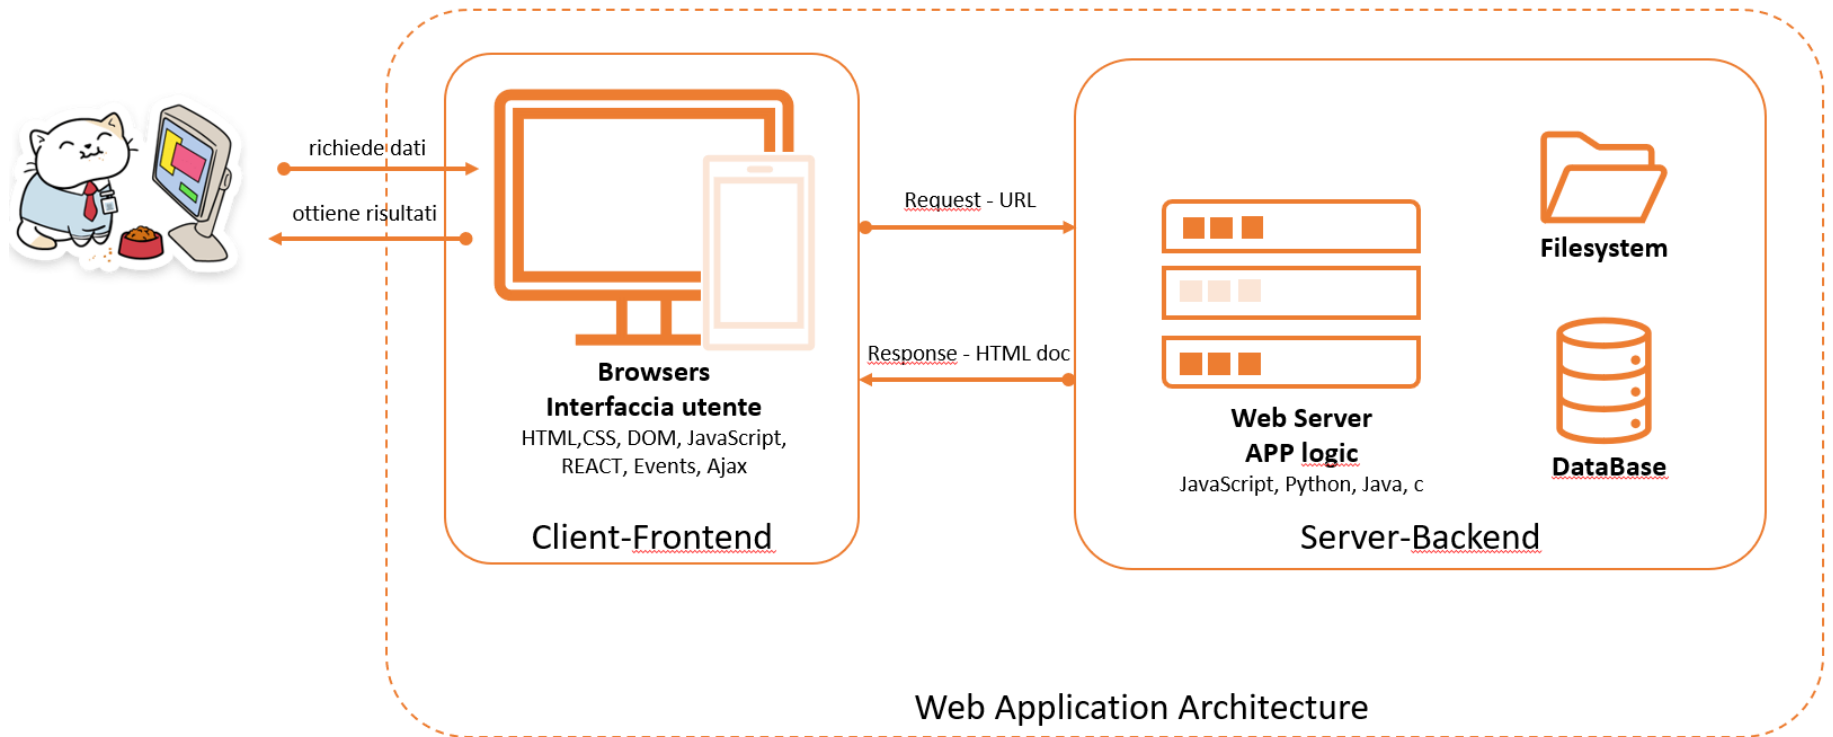 richiede dati
ottiene risultati
Browsers
Interfaccia utente
HTML,CSS, DOM, JavaScript,
REACT, Events, Ajax
Client-Frontend
Request - URL
Response - HTML doc
Web Server
APP logic
JavaScript, Python, Java, c
Filesystem
DataBase
Server-Backend
Web Application Architecture